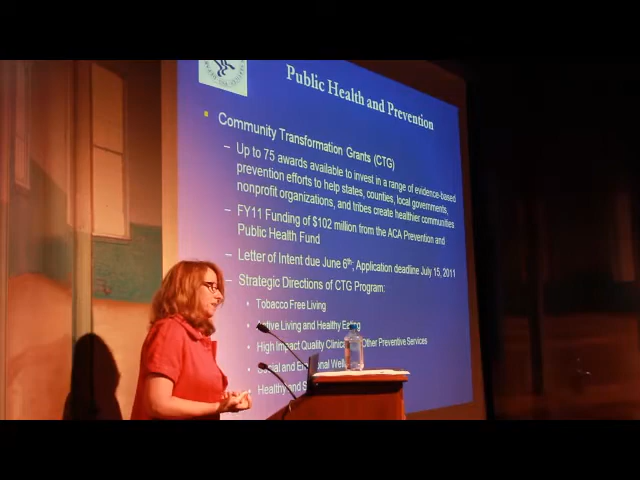 Public Health and Prevention
Community Transformation Grants (CTG)
– Up to 75 awards available to invest in a range of evidence-based
prevention efforts to help states, counties, local governments,
nonprofit organizations, and tribes create healthier communities
– FY11 Funding of $102 million from the ACA Prevention and
Public Health Fund
– Letter of Intent due June 6th; Application deadline July 15, 2011
– Strategic Directions of CTG Program:
Tobacco Free Living
Active Living and Healthy Eating
High Impact Quality Clinical Other Preventive Services
Social and
Healthy and